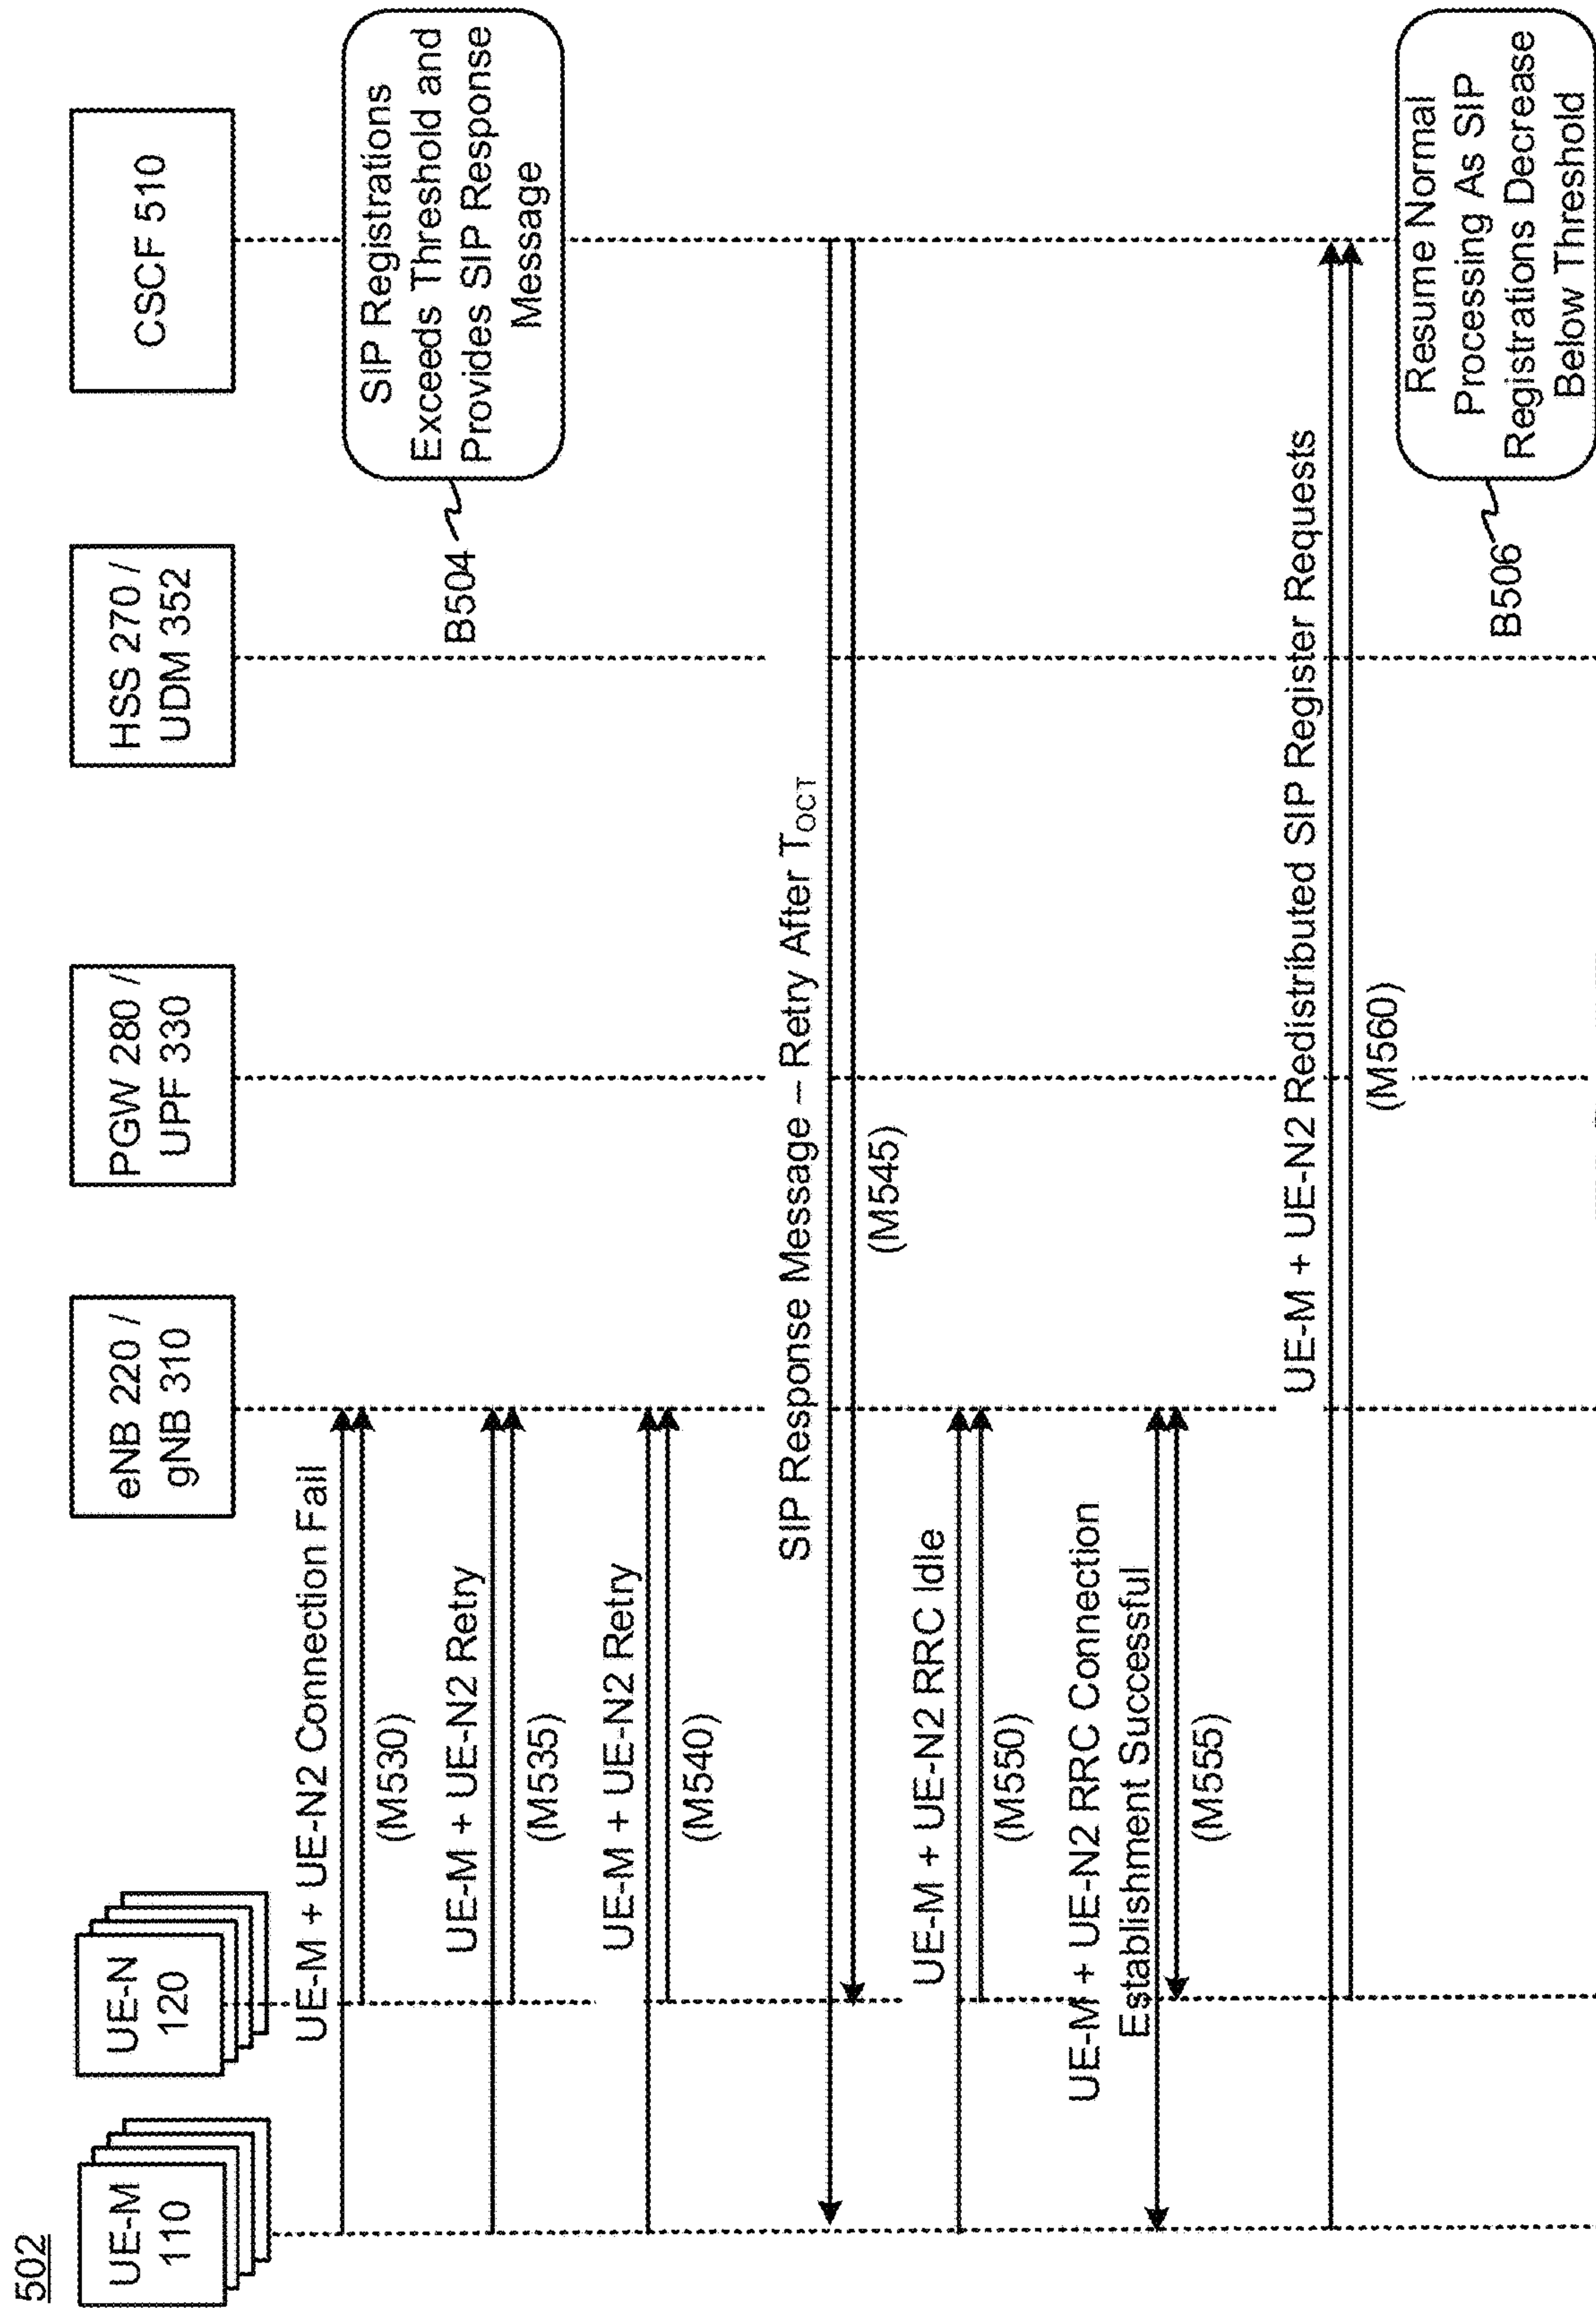 502
UE-M
110
UE-N
120
eNB 220 /
gNB 310
PGW 280 /
UPF 330
HSS 270 /
UDM 352
CSCF 510
UE-M + UE-N2 Connection Fail
(M530)
SIP Registrations
Exceeds Threshold and
Provides SIP Response
Message
B504
UE-M + UE-N2 Retry
(M535)
UE-M + UE-N2 Retry
(M540)
SIP Response Message – Retry After TOCT
(M545)
UE-M + UE-N2 RRC Idle
(M550)
UE-M + UE-N2 RRC Connection
Establishment Successful
(M555)
UE-M + UE-N2 Redistributed SIP Register Requests
(M560)
Resume Normal
Processing As SIP
Registrations Decrease
Below Threshold
B506